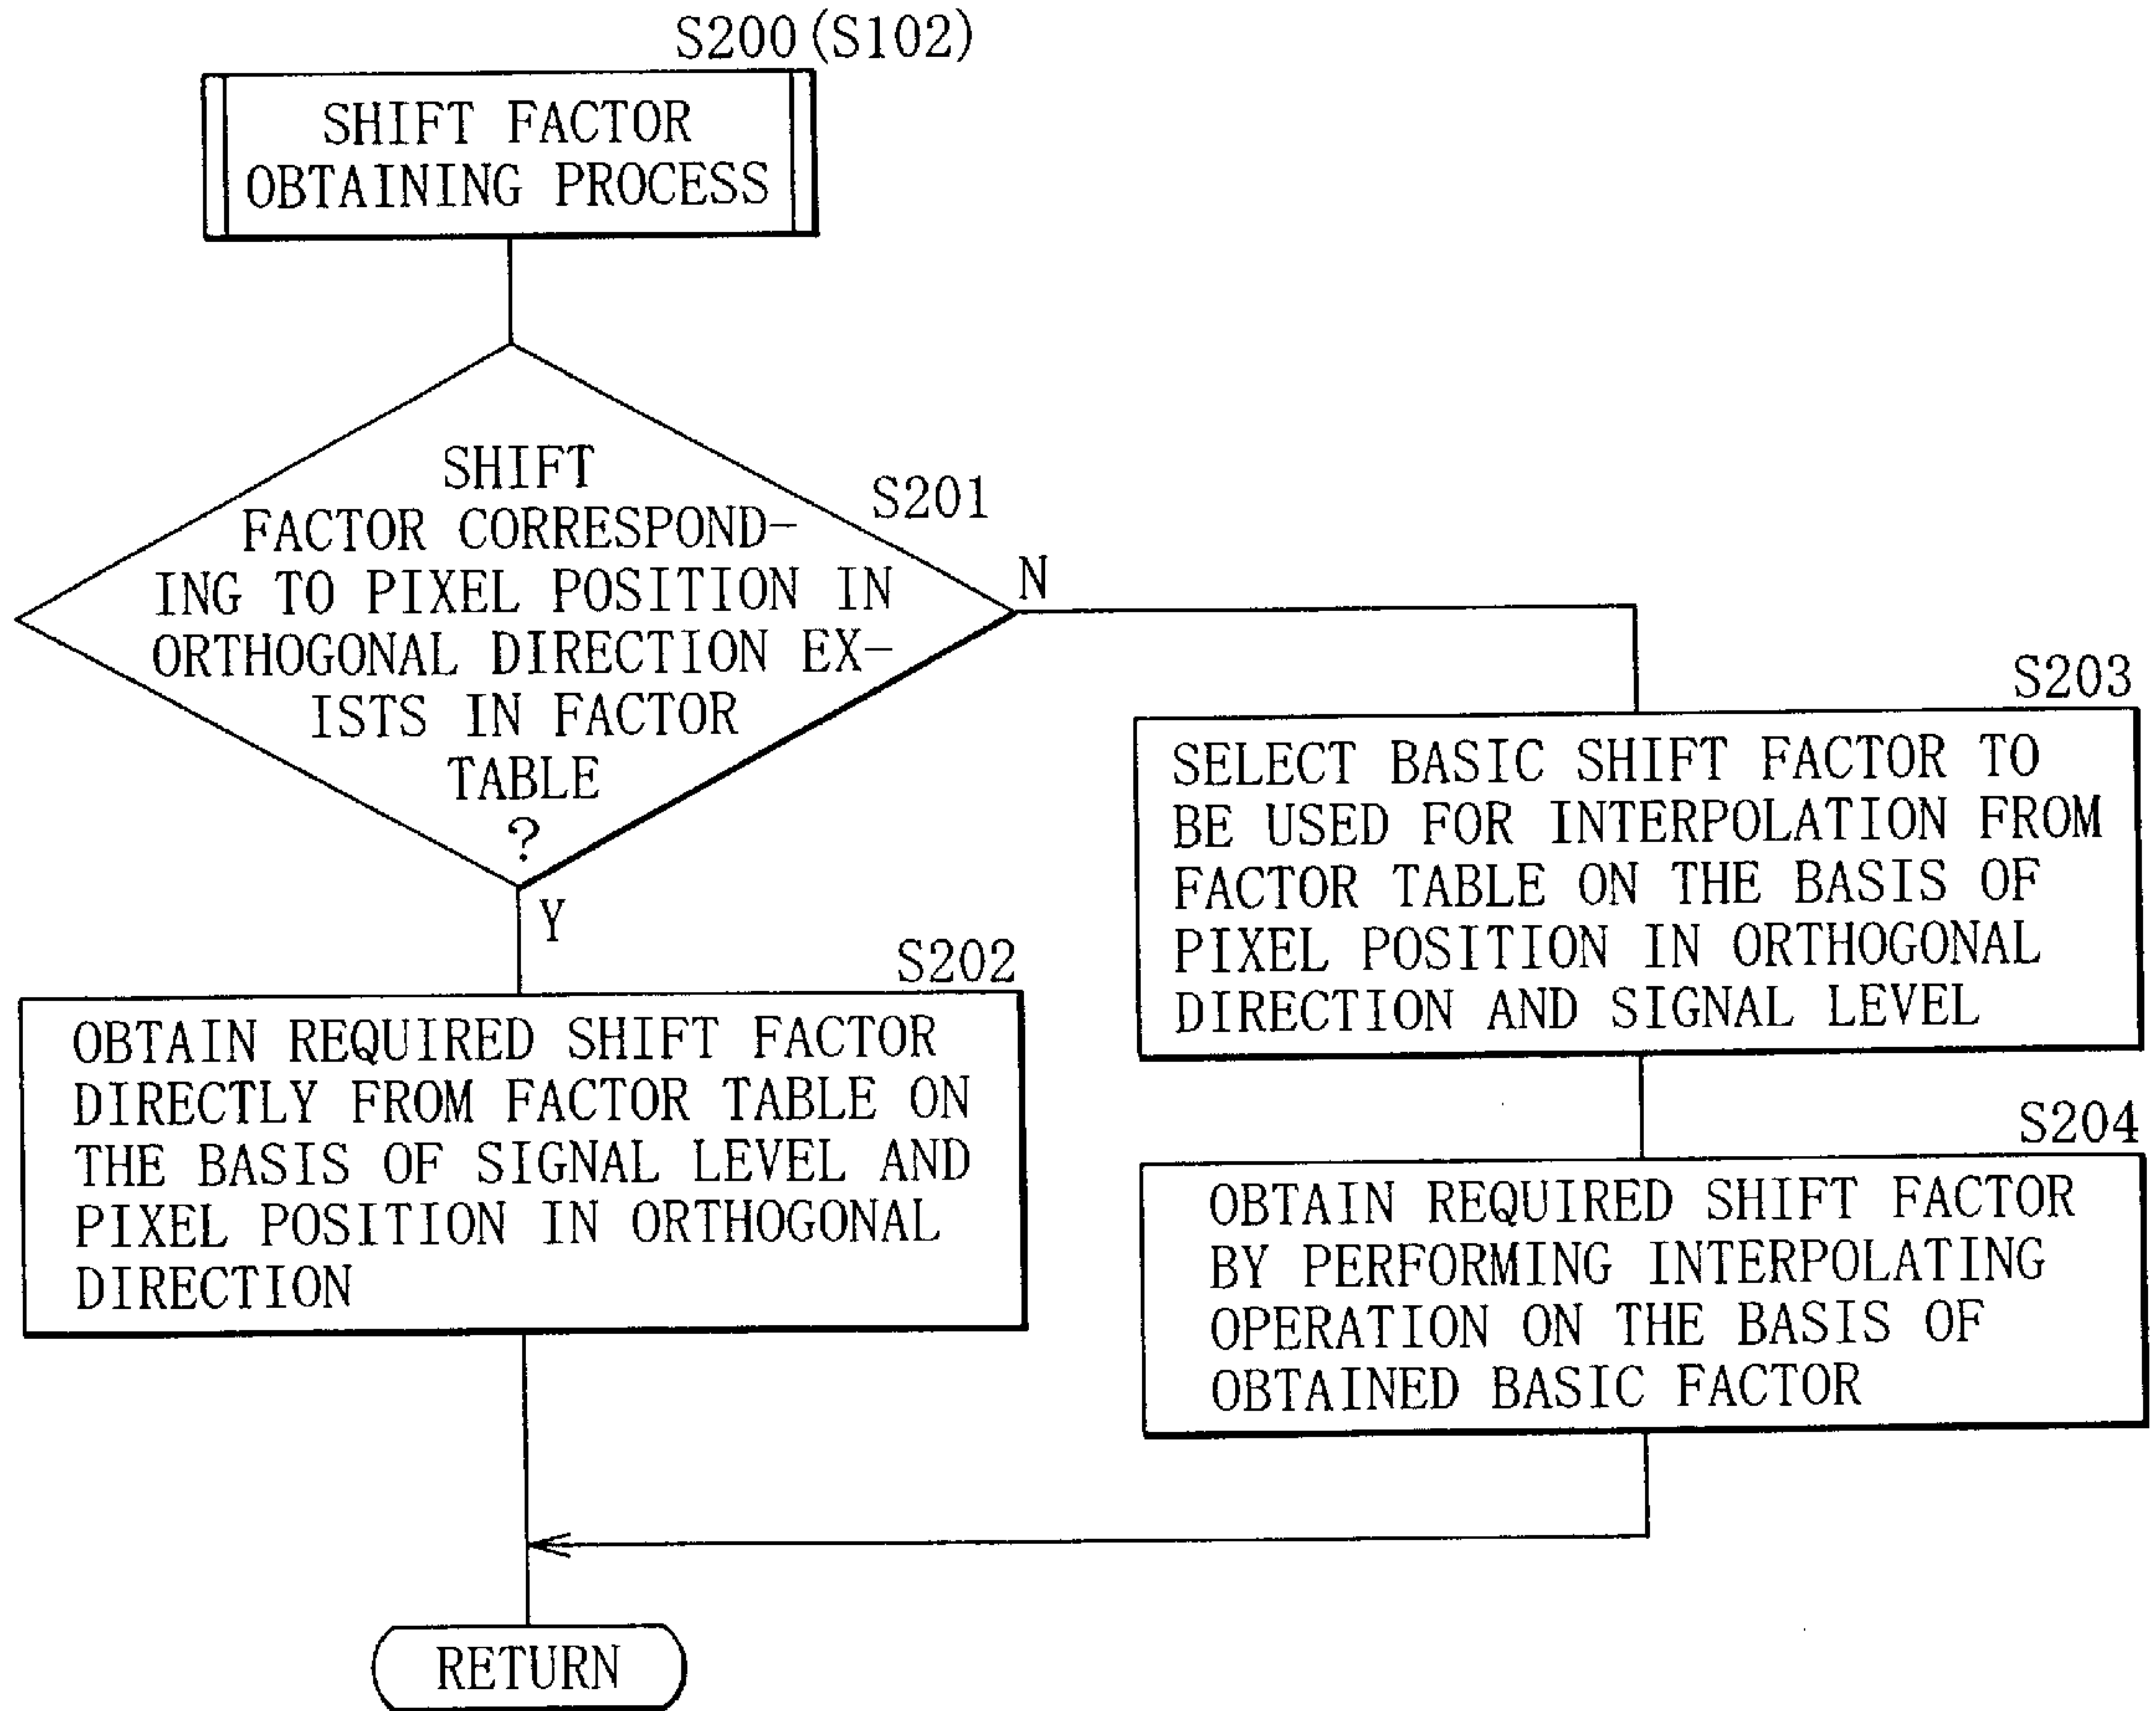 S200(S102)
SHIFT FACTOR
OBTAINING PROCESS
SHIFT
FACTOR CORRESPOND-
ING TO PIXEL POSITION IN
ORTHOGONAL DIRECTION EX-
ISTS IN FACTOR
TABLE
?
S201
N
Y
S202
OBTAIN REQUIRED SHIFT FACTOR
DIRECTLY FROM FACTOR TABLE ON
THE BASIS OF SIGNAL LEVEL AND
PIXEL POSITION IN ORTHOGONAL
DIRECTION
S203
SELECT BASIC SHIFT FACTOR TO
BE USED FOR INTERPOLATION FROM
FACTOR TABLE ON THE BASIS OF
PIXEL POSITION IN ORTHOGONAL
DIRECTION AND SIGNAL LEVEL
S204
OBTAIN REQUIRED SHIFT FACTOR
BY PERFORMING INTERPOLATING
OPERATION ON THE BASIS OF
OBTAINED BASIC FACTOR
RETURN